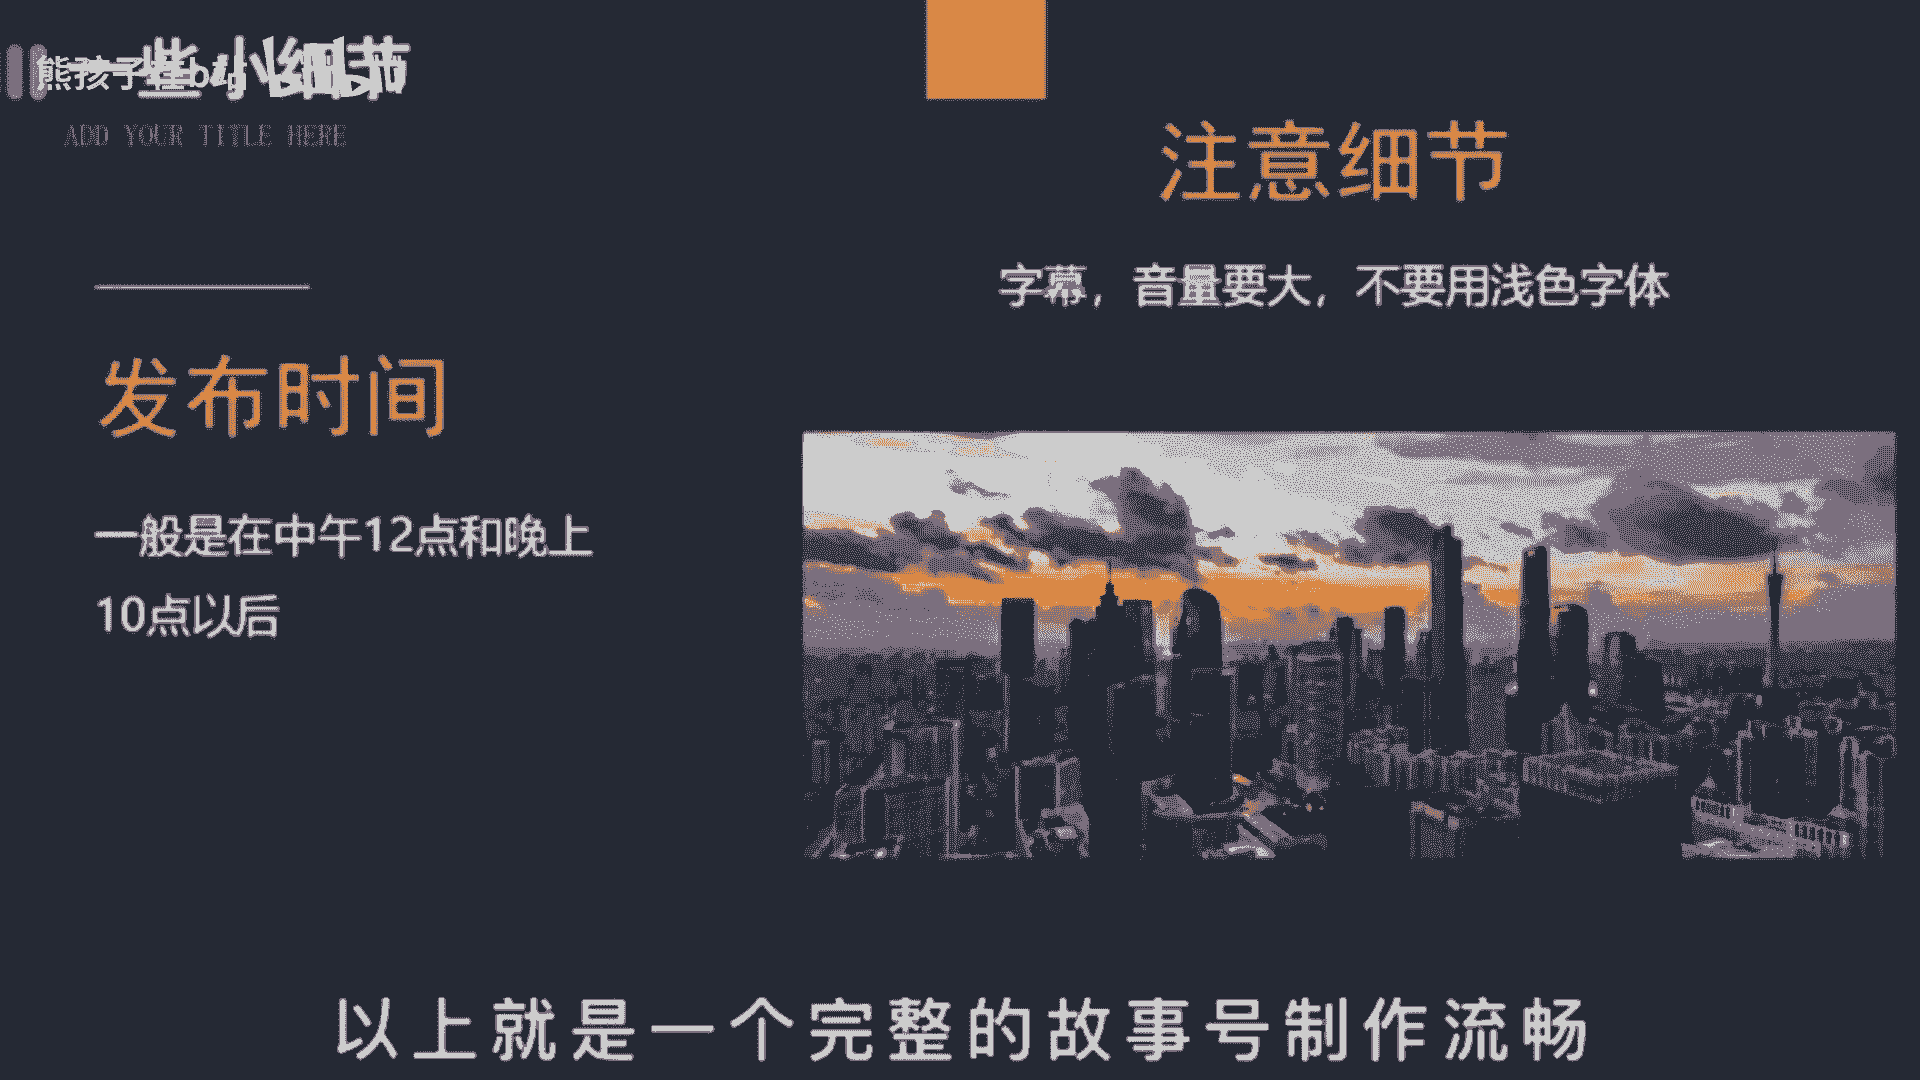 一些小细节
ADD YOUR TITLE HERE
注意细节
字幕，音量要大，不要用浅色字体
发布时间
一般是在中午12点和晚上
10点以后
以上就是一个完整的故事号制作流畅